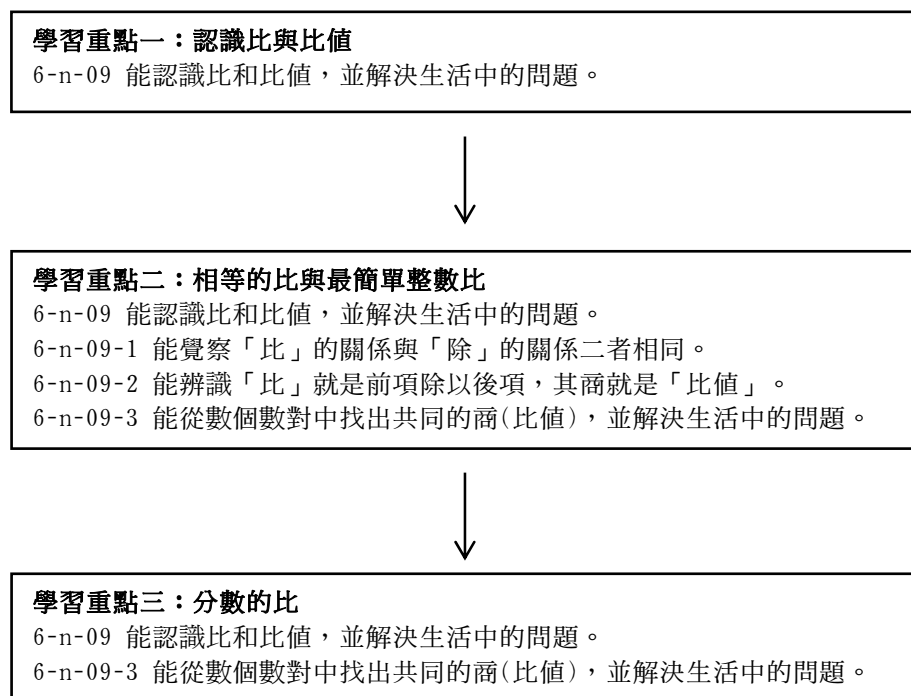 學習重點一：認識比與比值
6-n-09 能認識比和比值，並解決生活中的問題。
學習重點二：相等的比與最簡單整數比
6-n-09 能認識比和比值，並解決生活中的問題。
6-n-09-1 能覺察「比」的關係與「除」的關係二者相同。
6-n-09-2 能辨識「比」就是前項除以後項，其商就是「比值」。
6-n-09-3 能從數個數對中找出共同的商(比值)，並解決生活中的問題。
學習重點三：分數的比
6-n-09 能認識比和比值，並解決生活中的問題。
6-n-09-3 能從數個數對中找出共同的商(比值)，並解決生活中的問題。